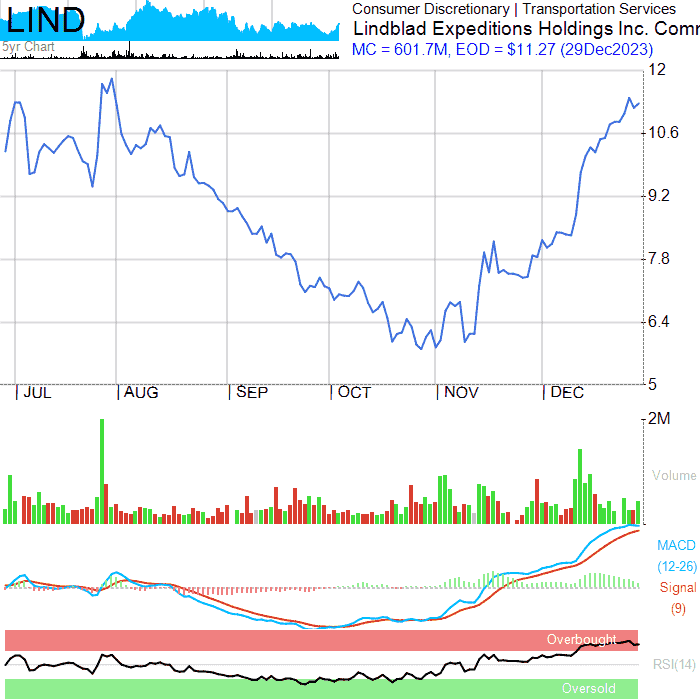 LIND
5yr Chart
Consumer Discretionary | Transportation Services
Lindblad Expeditions Holdings Inc. Comr
MC = 601.7M, EOD = $11.27 (29Dec2023)
12
10.6
9.2
7.8
6.4
5
| JUL | AUG | SEP | OCT | NOV | DEC
2M
Volume
MACD
(12-26)
Signal
(9)
Overbought
RSI(14)
Oversold